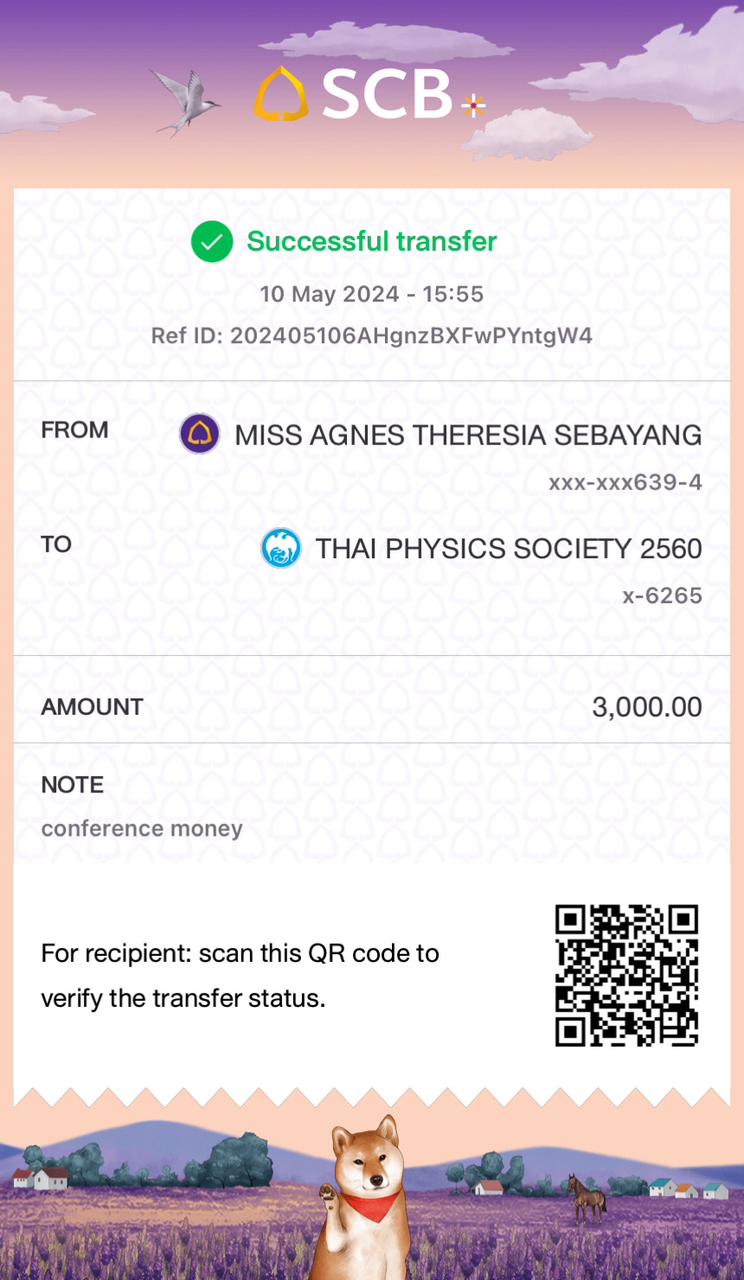 SCB
Successful transfer
10 May 2024 - 15:55
Ref ID: 202405106AHgnzBXFwPYntgW4
FROM MISS AGNES THERESIA SEBAYANG
xxx-xxx639-4
TO THAI PHYSICS SOCIETY 2560
x-6265
AMOUNT 3,000.00
NOTE
conference money
For recipient: scan this QR code to
verify the transfer status.